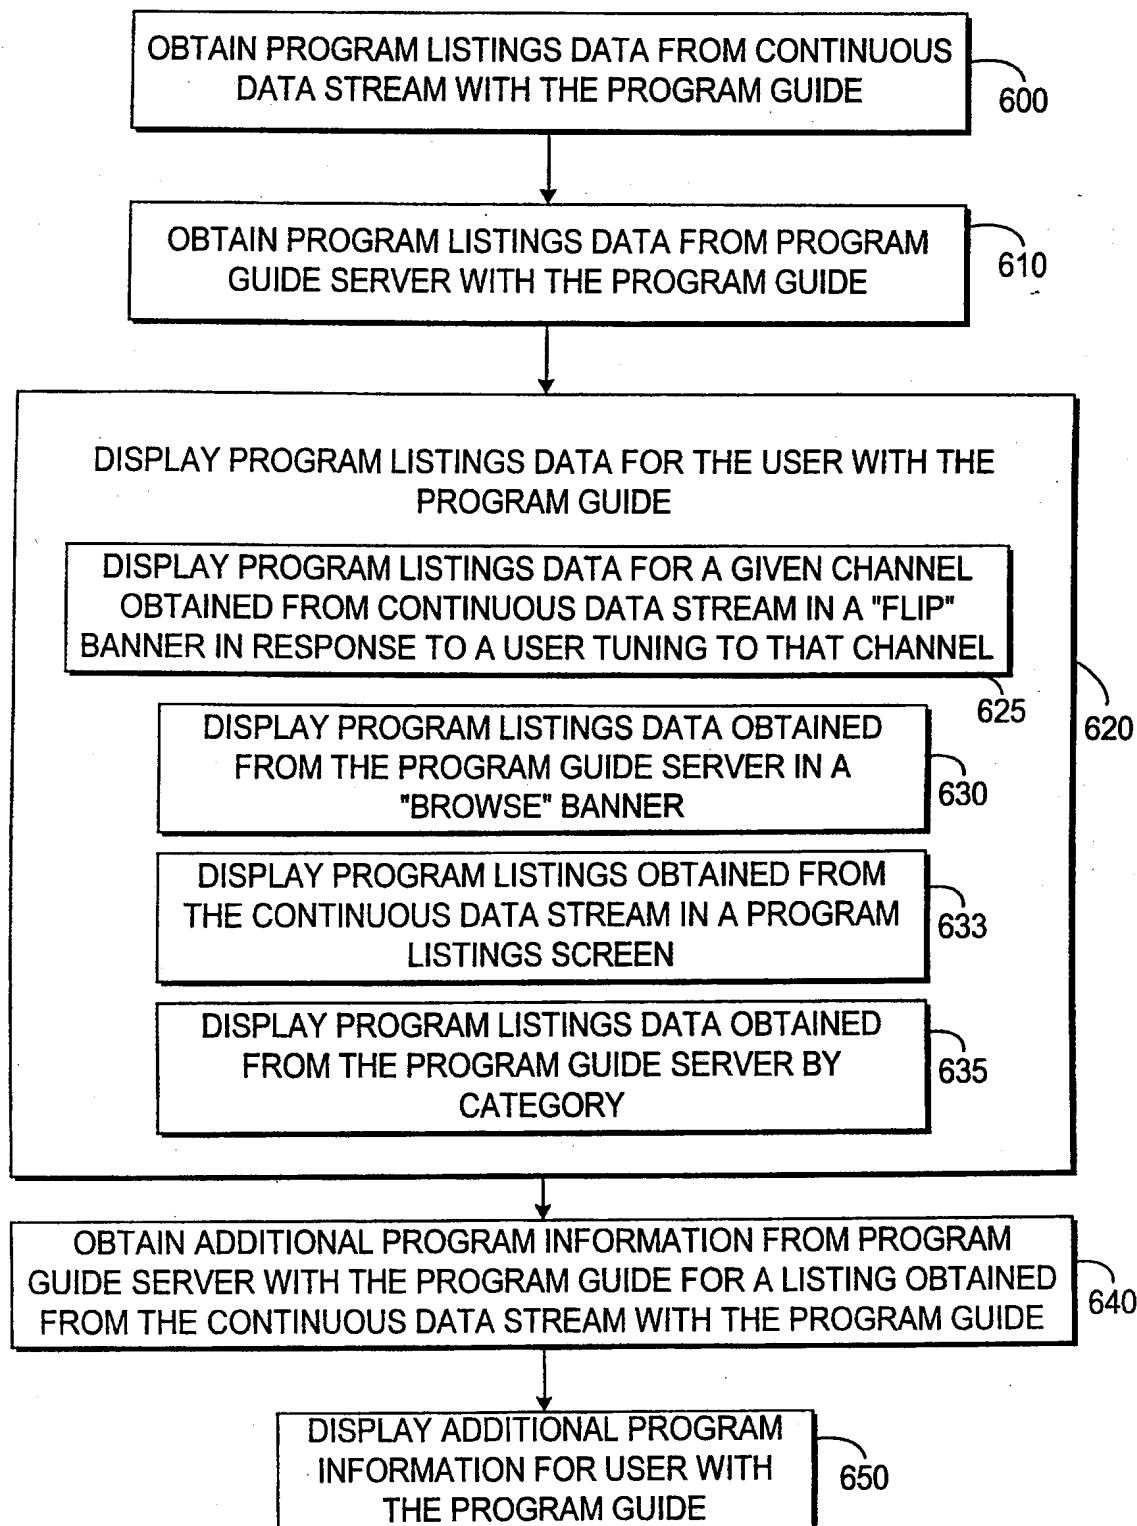 OBTAIN PROGRAM LISTINGS DATA FROM CONTINUOUS
DATA STREAM WITH THE PROGRAM GUIDE
600
OBTAIN PROGRAM LISTINGS DATA FROM PROGRAM
GUIDE SERVER WITH THE PROGRAM GUIDE
610
DISPLAY PROGRAM LISTINGS DATA FOR THE USER WITH THE
PROGRAM GUIDE
620
DISPLAY PROGRAM LISTINGS DATA FOR A GIVEN CHANNEL
OBTAINED FROM CONTINUOUS DATA STREAM IN A "FLIP"
BANNER IN RESPONSE TO A USER TUNING TO THAT CHANNEL
625
DISPLAY PROGRAM LISTINGS DATA OBTAINED
FROM THE PROGRAM GUIDE SERVER IN A
"BROWSE" BANNER
630
DISPLAY PROGRAM LISTINGS OBTAINED FROM
THE CONTINUOUS DATA STREAM IN A PROGRAM
LISTINGS SCREEN
633
DISPLAY PROGRAM LISTINGS DATA OBTAINED
FROM THE PROGRAM GUIDE SERVER BY
CATEGORY
635
OBTAIN ADDITIONAL PROGRAM INFORMATION FROM PROGRAM
GUIDE SERVER WITH THE PROGRAM GUIDE FOR A LISTING OBTAINED
FROM THE CONTINUOUS DATA STREAM WITH THE PROGRAM GUIDE
640
DISPLAY ADDITIONAL PROGRAM
INFORMATION FOR USER WITH
THE PROGRAM GUIDE
650